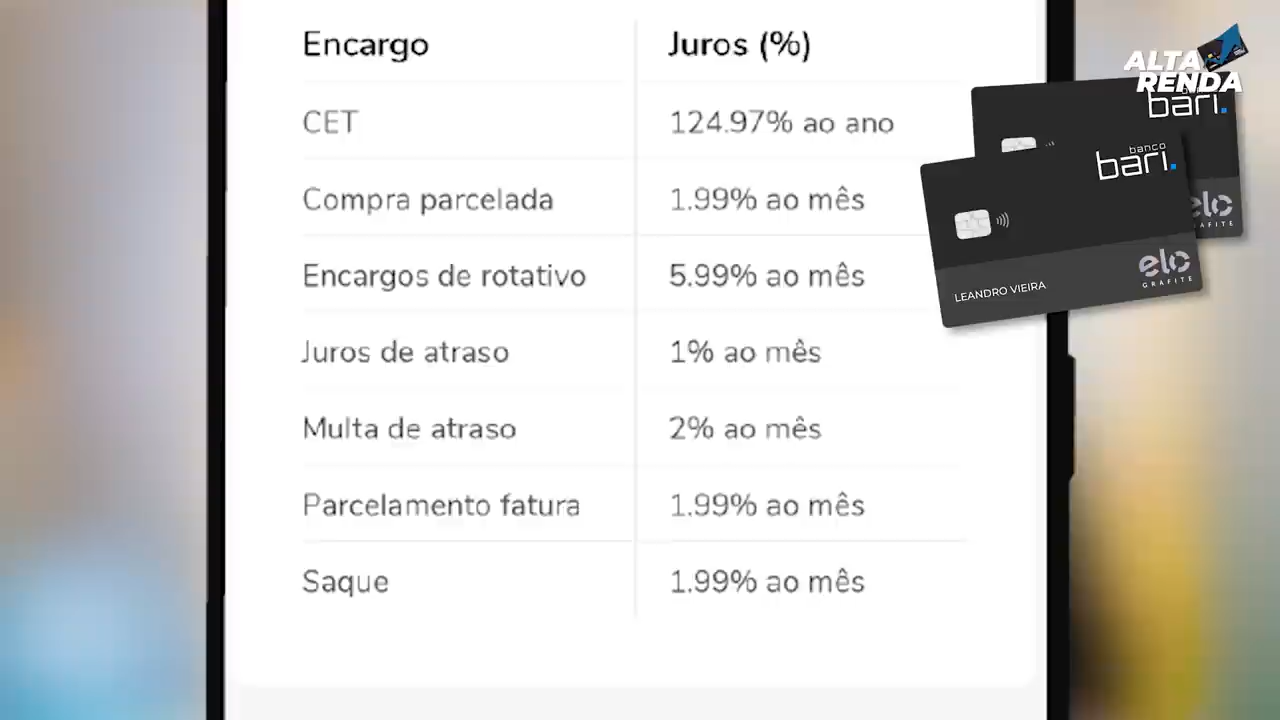 Encargo Juros (%)
CET 124.97% ao ano
Compra parcelada 1.99% ao mês
Encargos de rotativo 5.99% ao mês
Juros de atraso 1% ao mês
Multa de atraso 2% ao mês
Parcelamento fatura 1.99% ao mês
Saque 1.99% ao mês
ALTA
RENDA
bari.
banco
bari.
elo
GRAFITE
LEANDRO VIEIRA